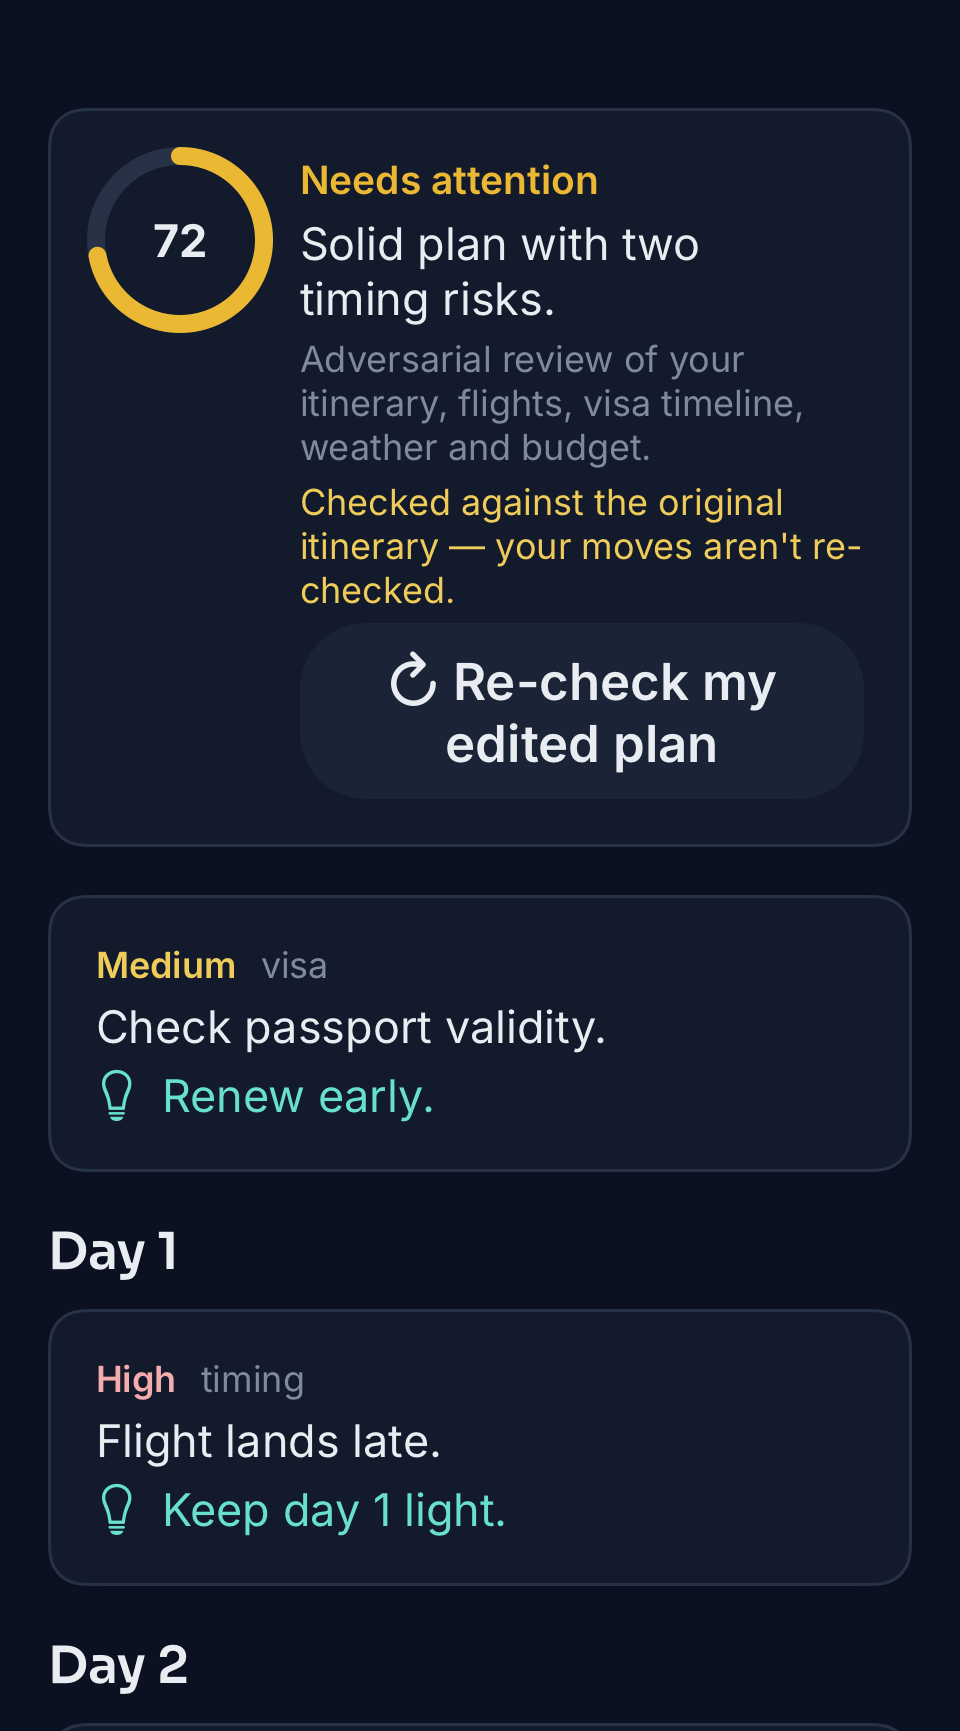 72
Needs attention
Solid plan with two
timing risks.
Adversarial review of your
itinerary, flights, visa timeline,
weather and budget.
Checked against the original
itinerary — your moves aren't re-
checked.
Re-check my
edited plan
Medium visa
Check passport validity.
Renew early.
Day 1
High timing
Flight lands late.
Keep day 1 light.
Day 2